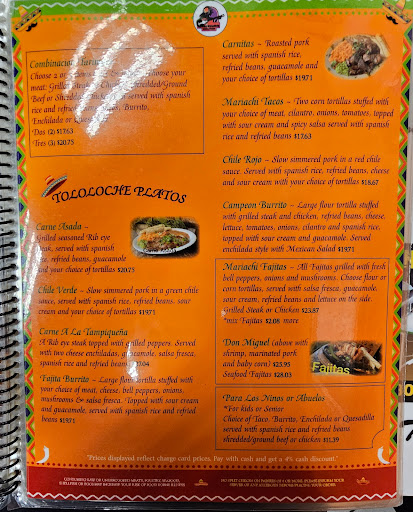 Combinacion
Choose 2 or
meat. Grilled
Beef or Shredded
rice and refried
Enchilada or
Dos (2) $17.63
Tres (3) $20.75
TOLOLOCHE PLATOS
Carne Asada –
Grilled seasoned Rib eye
steak, served with spanish
rice, refried beans, guacamole
and your choice of tortillas $20.75
Chile Verde – Slow simmered pork in a green chile
sauce, served with spanish rice, refried beans, sour
cream and your choice of tortillas $19.71
Carne A La Tampiqueña
A Rib eye steak topped with grilled peppers. Served
with two cheese enchiladas, guacamole, salsa fresca,
spanish rice and refried beans
Fajita Burrito – Large flour tortilla stuffed with
your choice of meat, cheese, bell peppers, onions,
mushrooms & salsa fresca. Topped with sour cream
and guacamole, served with spanish rice and refried
beans $19.71
Carnitas – Roasted pork
served with spanish rice,
refried beans, guacamole and
your choice of tortillas $19.71
Mariachi Tacos – Two corn tortillas stuffed with
your choice of meat, cilantro, onions, tomatoes, topped
with sour cream and spicy salsa served with spanish
rice and refried beans $17.63
Chile Rojo – Slow simmered pork in a red chile
sauce. Served with spanish rice, refried beans, cheese
and sour cream with your choice of tortillas $18.67
Campeon Burrito – Large flour tortilla stuffed
with grilled steak and chicken, refried beans, cheese,
lettuce, tomatoes, onions, cilantro and spanish rice,
topped with sour cream and guacamole. Served
enchilada style with Mexican Salad $19.71
Mariachi Fajitas – All Fajitas grilled with fresh
bell peppers, onions and mushrooms. Choose flour or
corn tortillas, served with salsa fresca, guacamole,
sour cream, refried beans and lettuce on the side.
Grilled Steak or Chicken $23.87
*mix Fajitas $2.08 more
Don Miguel (above with
shrimp, marinated pork
and baby corn) $23.95
Seafood Fajitas $28.03
Fajitas
Para Los Ninos or Abuelos
*For kids or Senior
Choice of Taco, Burrito, Enchilada or Quesadilla
served with spanish rice and refried beans
shredded/ground beef or chicken $11.39
"Prices displayed reflect charge card prices, Pay with cash and get a 4% cash discount."